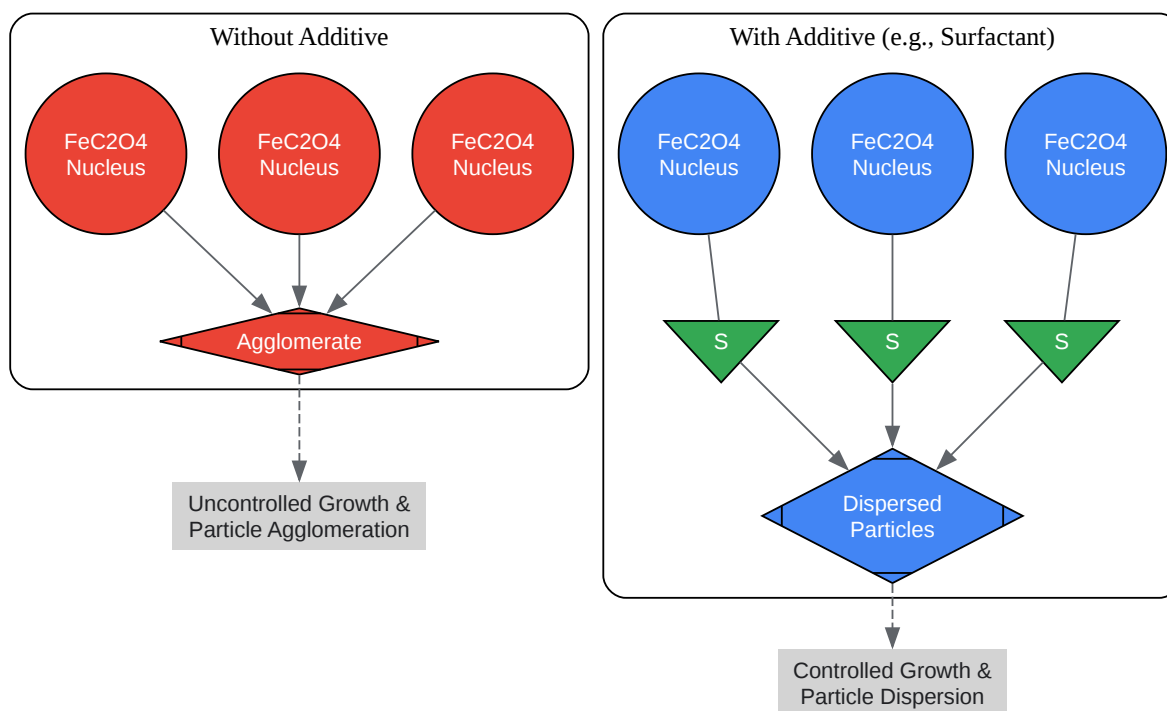 Without Additive
FeC2O4
Nucleus
FeC2O4
Nucleus
FeC2O4
Nucleus
Agglomerate
Uncontrolled Growth &
Particle Agglomeration
With Additive (e.g., Surfactant)
FeC2O4
Nucleus
FeC2O4
Nucleus
FeC2O4
Nucleus
S
S
S
Dispersed
Particles
Controlled Growth &
Particle Dispersion